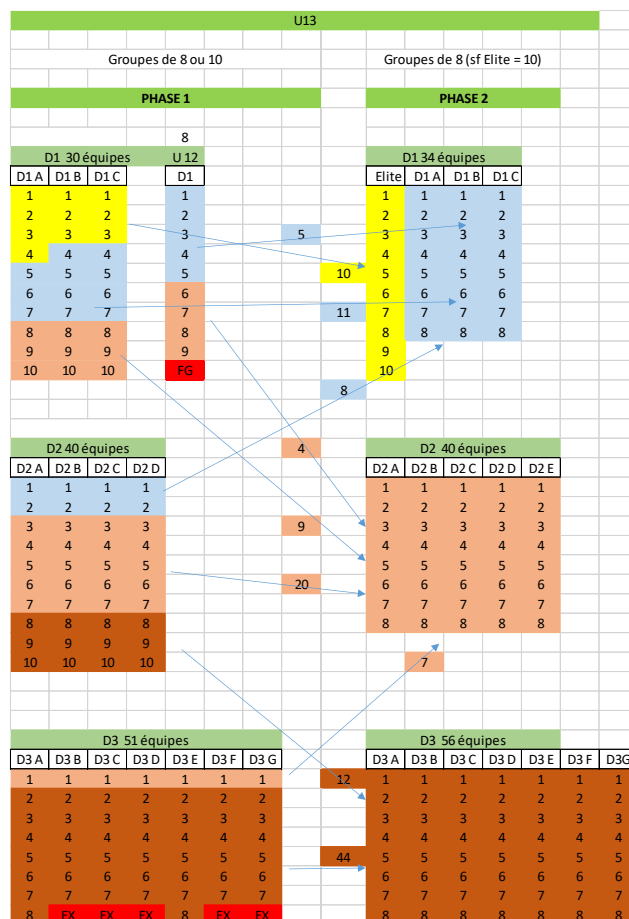 U13
Groupes de 8 ou 10 Groupes de 8 (sf Elite = 10)
PHASE 1 PHASE 2
8
D1 30 équipes U 12 D1 34 équipes
D1 A D1 B D1 C D1 Elite D1 A D1 B D1 C
1 1 1 1 1 1 1 1
2 2 2 2 2 2 2 2
3 3 3 3 5 3 3 3 3
4 4 4 4 4 4 4 4
5 5 5 5 10 5 5 5 5
6 6 6 6 6 6 6 6
7 7 7 7 11 7 7 7 7
8 8 8 8 8 8 8 8
9 9 9 9 9
10 10 10 FG 10
8
D2 40 équipes 4 D2 40 équipes
D2 A D2 B D2 C D2 D D2 A D2 B D2 C D2 D D2 E
1 1 1 1 1 1 1 1 1
2 2 2 2 2 2 2 2 2
3 3 3 3 9 3 3 3 3 3
4 4 4 4 4 4 4 4 4
5 5 5 5 5 5 5 5 5
6 6 6 6 20 6 6 6 6 6
7 7 7 7 7 7 7 7 7
8 8 8 8 8 8 8 8 8
9 9 9 9
10 10 10 10 7
D3 51 équipes D3 56 équipes
D3 A D3 B D3 C D3 D D3 E D3 F D3 G D3 A D3 B D3 C D3 D D3 E D3 F D3G
1 1 1 1 1 1 1 12 1 1 1 1 1 1 1
2 2 2 2 2 2 2 2 2 2 2 2 2 2
3 3 3 3 3 3 3 3 3 3 3 3 3 3
4 4 4 4 4 4 4 4 4 4 4 4 4 4
5 5 5 5 5 5 5 44 5 5 5 5 5 5 5
6 6 6 6 6 6 6 6 6 6 6 6 6 6
7 7 7 7 7 7 7 7 7 7 7 7 7 7
8 EX EX EX 8 EX EX 8 8 8 8 8 8 8